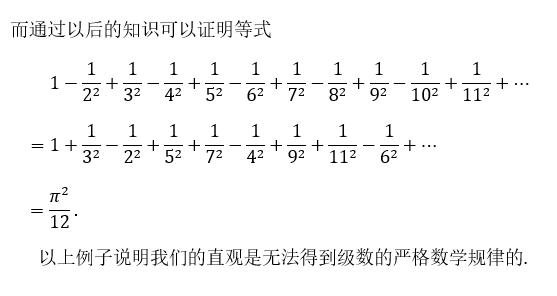 而通过以后的知识可以证明等式
1 − 1/2² + 1/3² − 1/4² + 1/5² − 1/6² + 1/7² − 1/8² + 1/9² − 1/10² + 1/11² + ⋯
= 1 + 1/3² − 1/2² + 1/5² + 1/7² − 1/4² + 1/9² + 1/11² − 1/6² + ⋯
= π²/12.
以上例子说明我们的直观是无法得到级数的严格数学规律的.